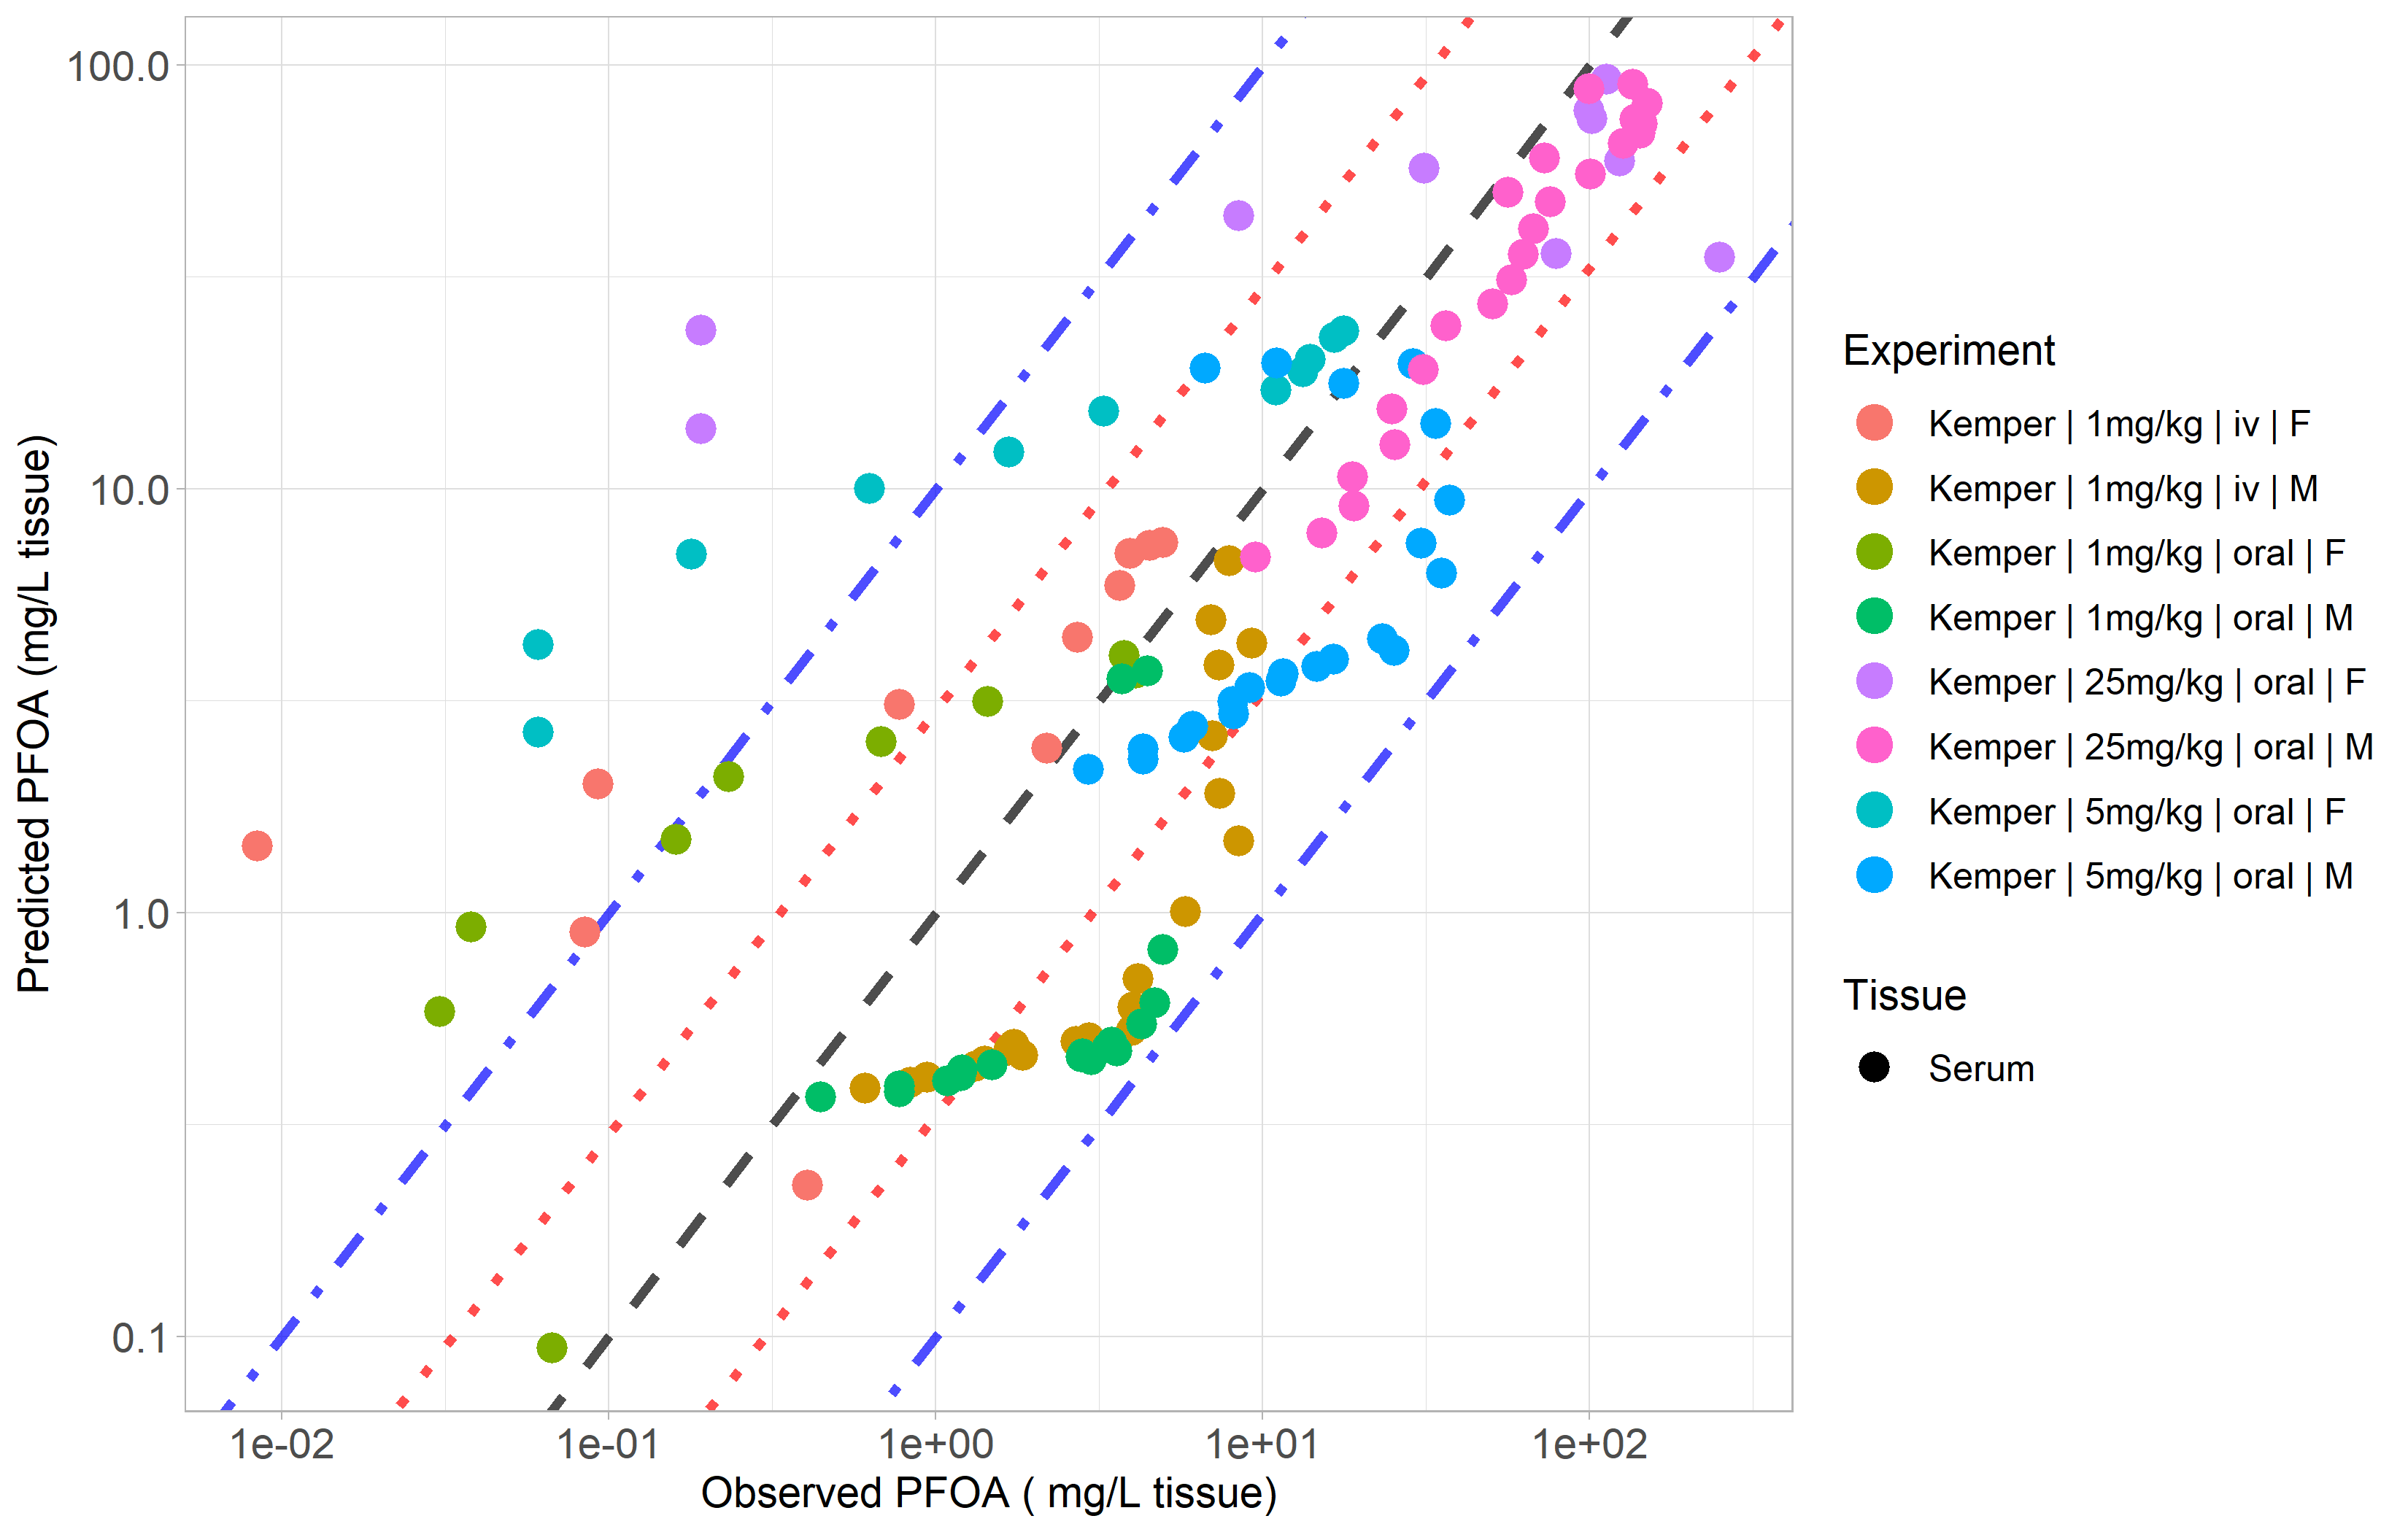 Predicted PFOA (mg/L tissue)
100.0
10.0
1.0
0.1
1e-02 1e-01 1e+00 1e+01 1e+02
Observed PFOA ( mg/L tissue)
Experiment
Kemper | 1mg/kg | iv | F
Kemper | 1mg/kg | iv | M
Kemper | 1mg/kg | oral | F
Kemper | 1mg/kg | oral | M
Kemper | 25mg/kg | oral | F
Kemper | 25mg/kg | oral | M
Kemper | 5mg/kg | oral | F
Kemper | 5mg/kg | oral | M
Tissue
Serum